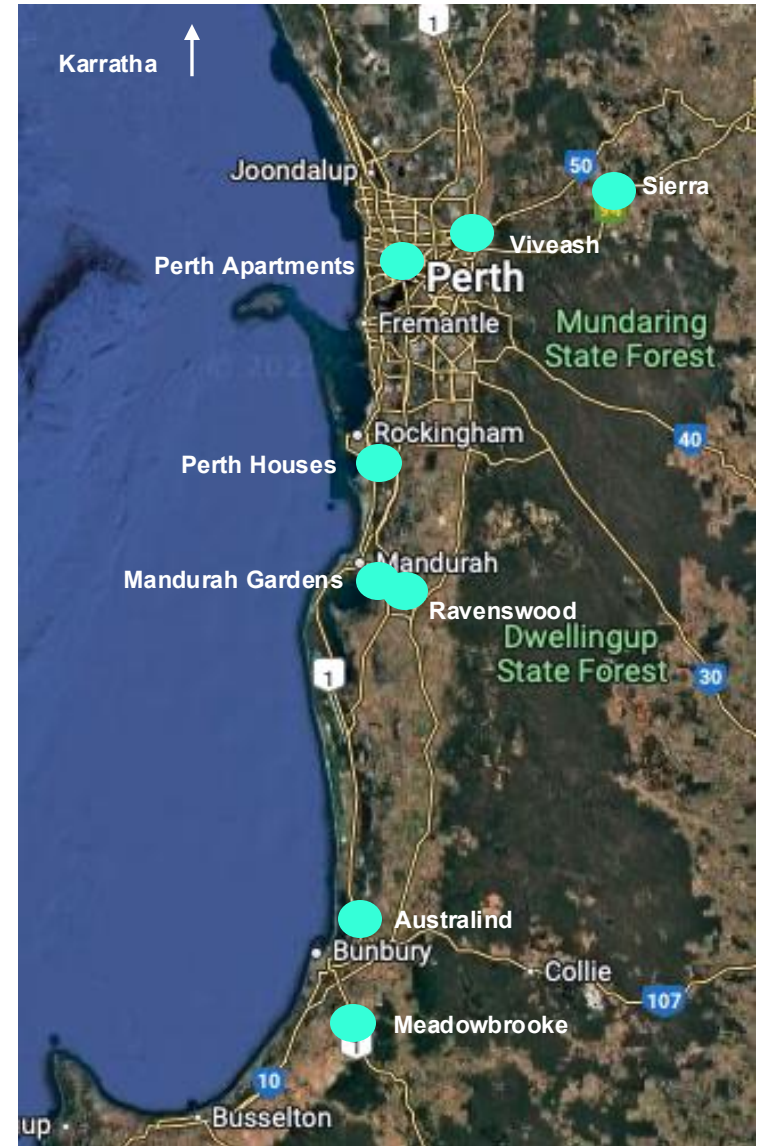 1
Karratha
Joondalup
50
Sierra
Viveash
Perth Apartments
Perth
Fremantle
Mundaring
State Forest
Rockingham
40
Perth Houses
Mandurah
Mandurah Gardens
Ravenswood
Dwellingup
State Forest
1
30
Australind
Bunbury
Collie
107
Meadowbrooke
1
10
Busselton
up